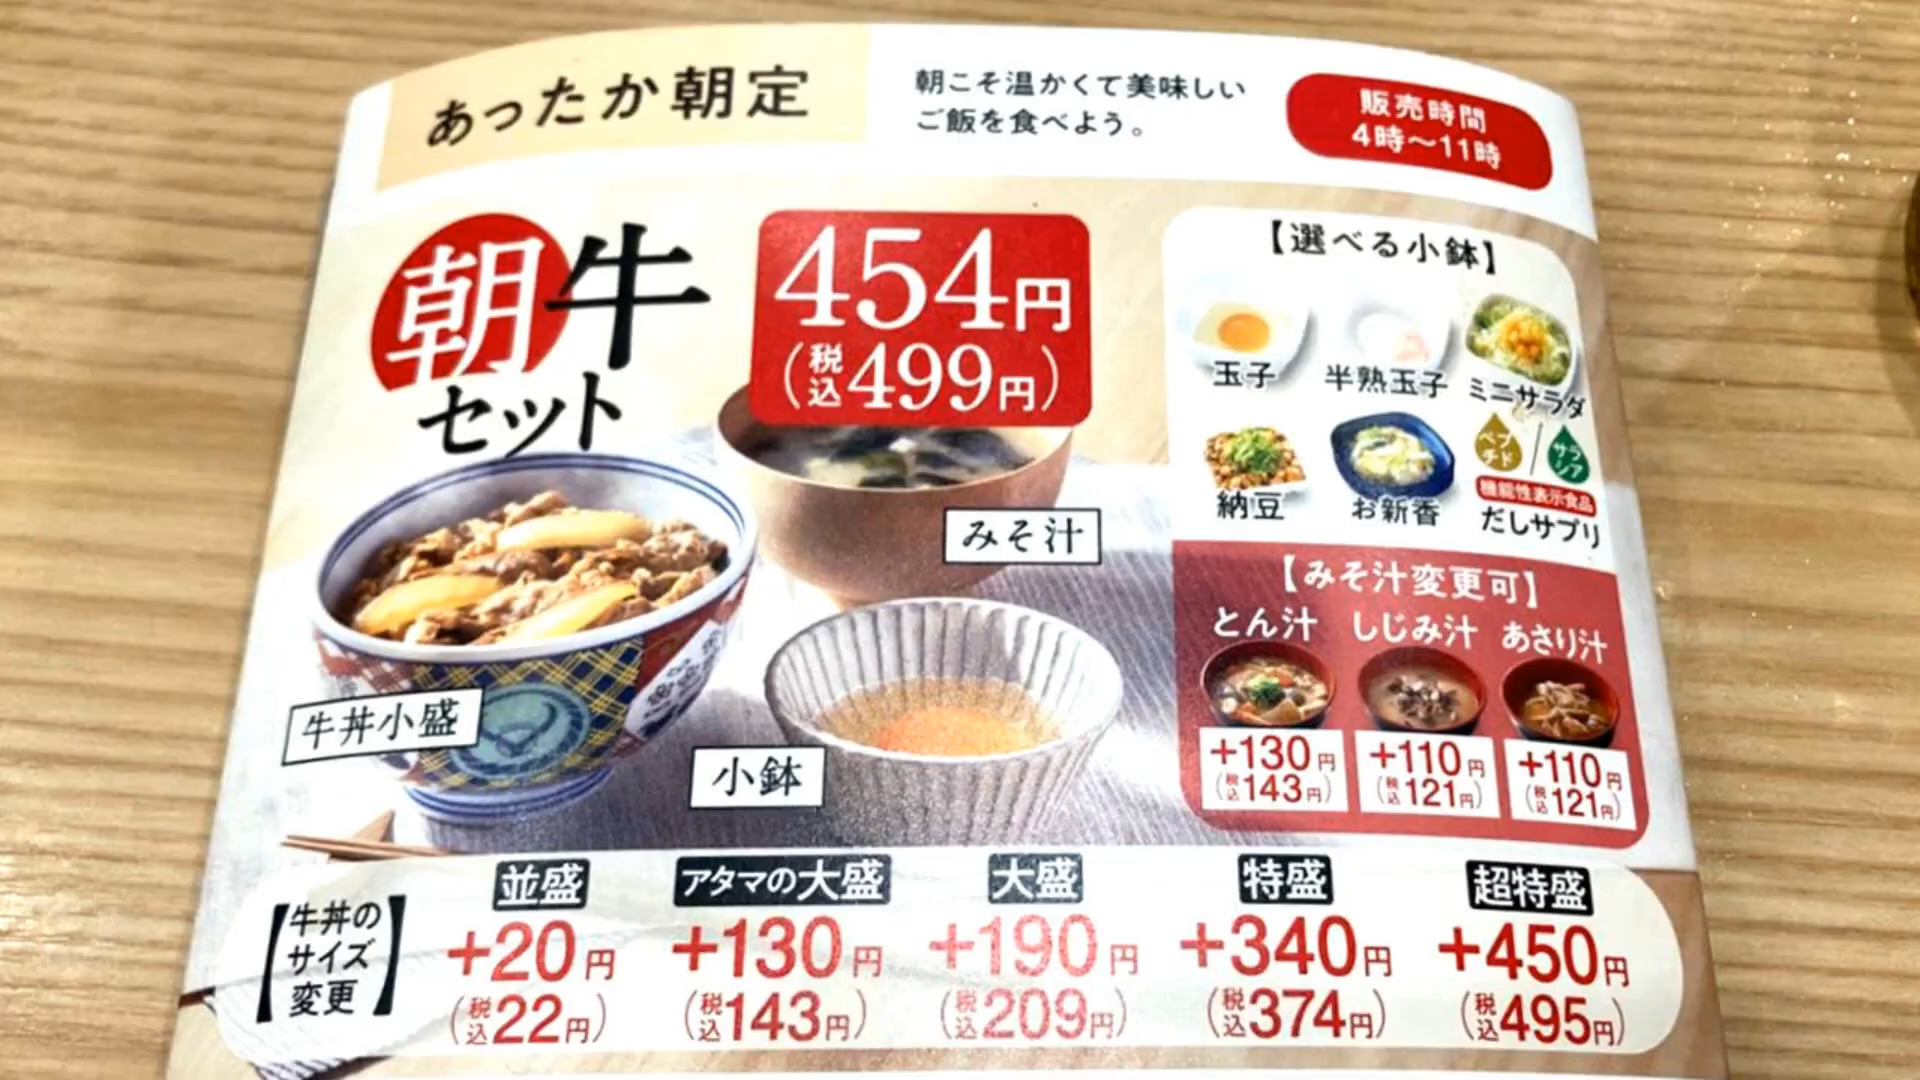 あったか朝定
朝こそ温かくて美味しい
ご飯を食べよう。
販売時間
4時〜11時
朝牛
セット
454円
(税込499円)
みそ汁
牛丼小盛
小鉢
【選べる小鉢】
玉子
半熟玉子
ミニサラダ
納豆
お新香
ペプチド/サラシア
機能性表示食品
だしサプリ
【みそ汁変更可】
とん汁 しじみ汁 あさり汁
+130円 +110円 +110円
(税込143円) (税込121円) (税込121円)
【牛丼のサイズ変更】
並盛 アタマの大盛 大盛 特盛 超特盛
+20円 +130円 +190円 +340円 +450円
(税込22円) (税込143円) (税込209円) (税込374円) (税込495円)